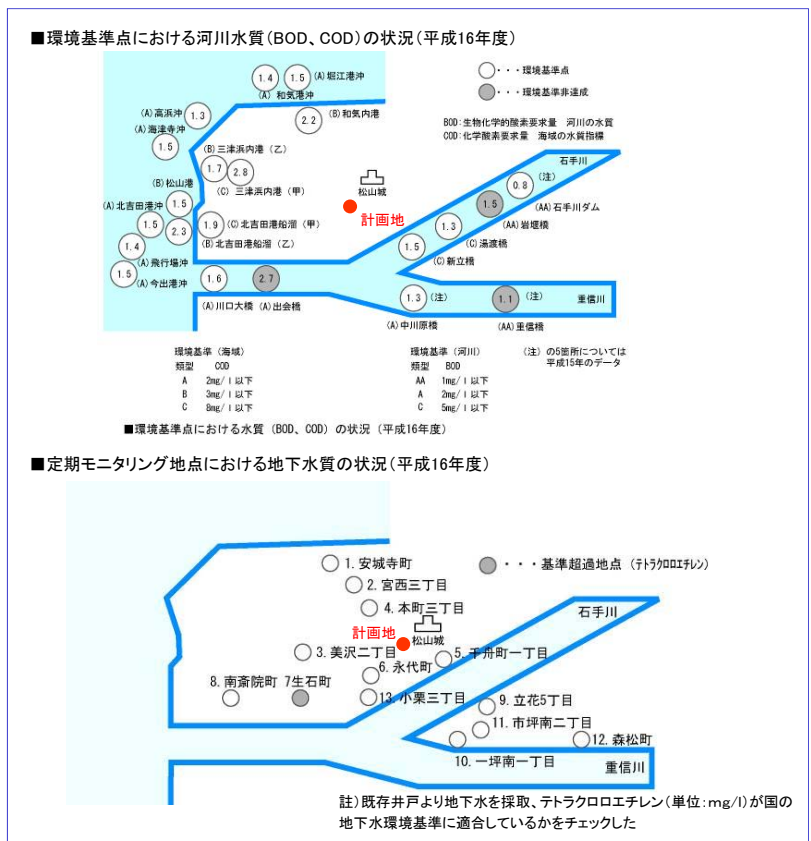 ■環境基準点における河川水質(BOD、COD)の状況(平成16年度)
1.4
1.5
(A)堀江港沖
(A) 和気港沖
○・・・環境基準点
●・・・環境基準非達成
(A)高浜沖
1.3
2.2
(B)和気内港
BOD:生物化学的酸素要求量 河川の水質
COD:化学酸素要求量 海域の水質指標
(A)海津寺沖
1.5
(B)三津浜内港(乙)
1.7
2.8
(C) 三津浜内港(甲)
石手川
松山城
計画地
0.8
(注)
(AA)石手川ダム
1.5
(AA)岩堰橋
1.3
(C)湯渡橋
1.5
(C)新立橋
(B)松山港
1.5
(A)北吉田港沖
1.5
2.3
1.9
(C)北吉田港船溜(甲)
(B)北吉田港船溜(乙)
1.4
(A)飛行場沖
1.5
(A)今出港沖
1.6
2.7
(A)川口大橋
(A)出会橋
1.3
(注)
(A)中川原橋
1.1
(注)
(AA)重信橋
重信川
環境基準(海域)
類型 COD
A 2mg/l以下
B 3mg/l以下
C 8mg/l以下
環境基準(河川)
類型 BOD
AA 1mg/l以下
A 2mg/l以下
C 5mg/l以下
(注)の5箇所については
平成15年のデータ
■環境基準点における水質(BOD、COD)の状況(平成16年度)
■定期モニタリング地点における地下水質の状況(平成16年度)
1.安城寺町
●・・・基準超過地点(テトラクロロエチレン)
2.宮西三丁目
4.本町三丁目
石手川
計画地
松山城
3.美沢二丁目
5.千舟町一丁目
6.永代町
8.南斎院町
7生石町
13.小栗三丁目
9.立花5丁目
11.市坪南二丁目
12.森松町
10.一坪南一丁目
重信川
註)既存井戸より地下水を採取、テトラクロロエチレン(単位:mg/l)が国の
地下水環境基準に適合しているかをチェックした